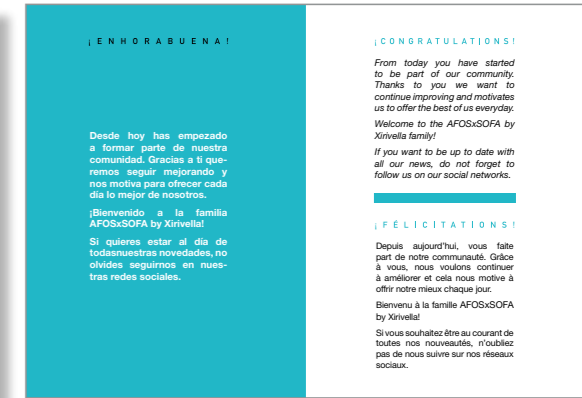 ¡ENHORABUENA!
Desde hoy has empezado
a formar parte de nuestra
comunidad. Gracias a ti que-
remos seguir mejorando y
nos motiva para ofrecer cada
día lo mejor de nosotros.
¡Bienvenido a la familia
AFOSxSOFA by Xirivella!
Si quieres estar al día de
todasnuestras novedades, no
olvides seguirnos en nues-
tras redes sociales.
¡CONGRATULATIONS!
From today you have started
to be part of our community.
Thanks to you we want to
continue improving and motivates
us to offer the best of us everyday.
Welcome to the AFOSxSOFA by
Xirivella family!
If you want to be up to date with
all our news, do not forget to
follow us on our social networks.
¡FÉLICITATIONS!
Depuis aujourd'hui, vous faite
part de notre communauté. Grâce
à vous, nous voulons continuer
à améliorer et cela nous motive à
offrir notre mieux chaque jour.
Bienvenu à la famille AFOSxSOFA
by Xirivella!
Si vous souhaitez être au courant de
toutes nos nouveautés, n'oubliez
pas de nous suivre sur nos réseaux
sociaux.